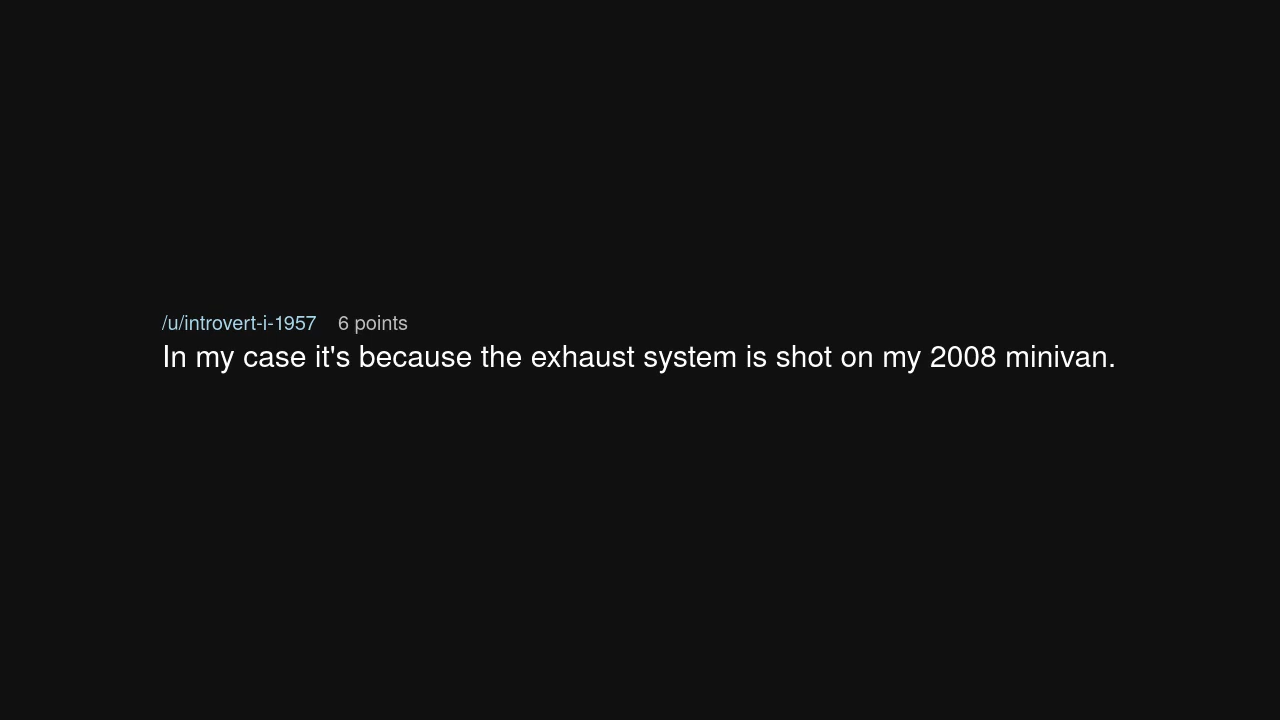 /u/introvert-i-1957 6 points
In my case it's because the exhaust system is shot on my 2008 minivan.